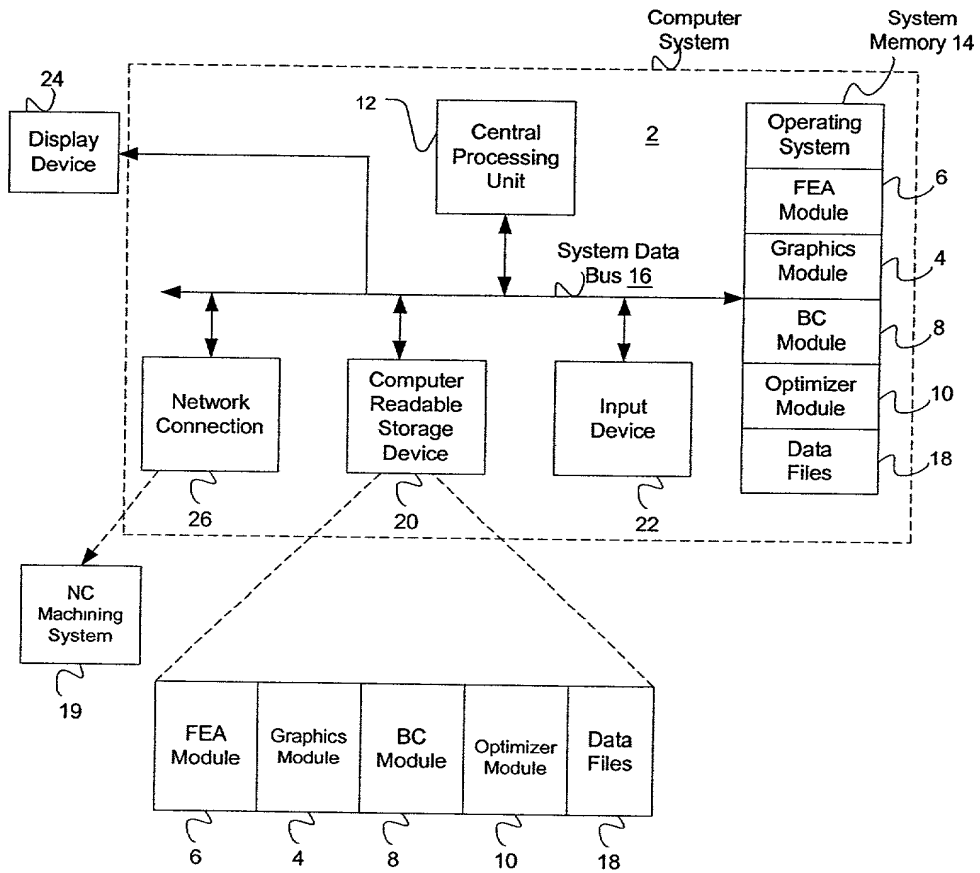 Computer
System
System
Memory 14
24
Display
Device
12
Central
Processing
Unit
2
Operating
System
FEA
Module
6
Graphics
Module
4
BC
Module
8
Optimizer
Module
10
Data
Files
18
System Data
Bus 16
Network
Connection
26
Computer
Readable
Storage
Device
20
Input
Device
22
NC
Machining
System
19
FEA
Module
6
Graphics
Module
4
BC
Module
8
Optimizer
Module
10
Data
Files
18